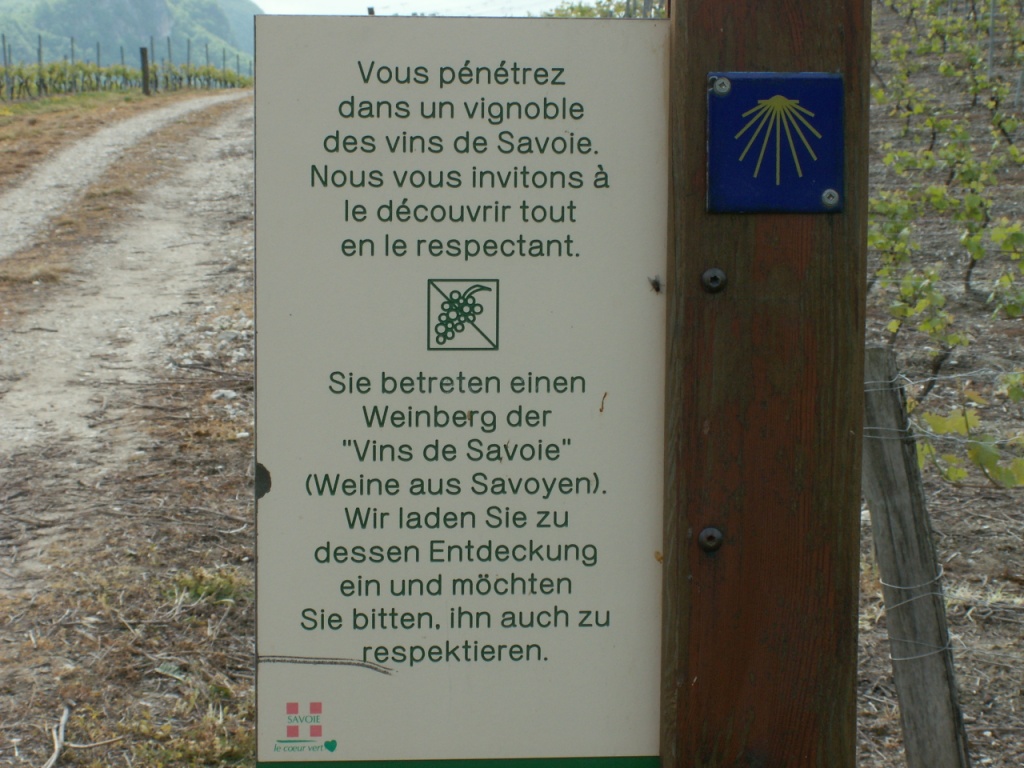 Vous pénétrez
dans un vignoble
des vins de Savoie.
Nous vous invitons à
le découvrir tout
en le respectant.
Sie betreten einen
Weinberg der
"Vins de Savoie"
(Weine aus Savoyen).
Wir laden Sie zu
dessen Entdeckung
ein und möchten
Sie bitten, ihn auch zu
respektieren.
SAVOIE
le coeur vert